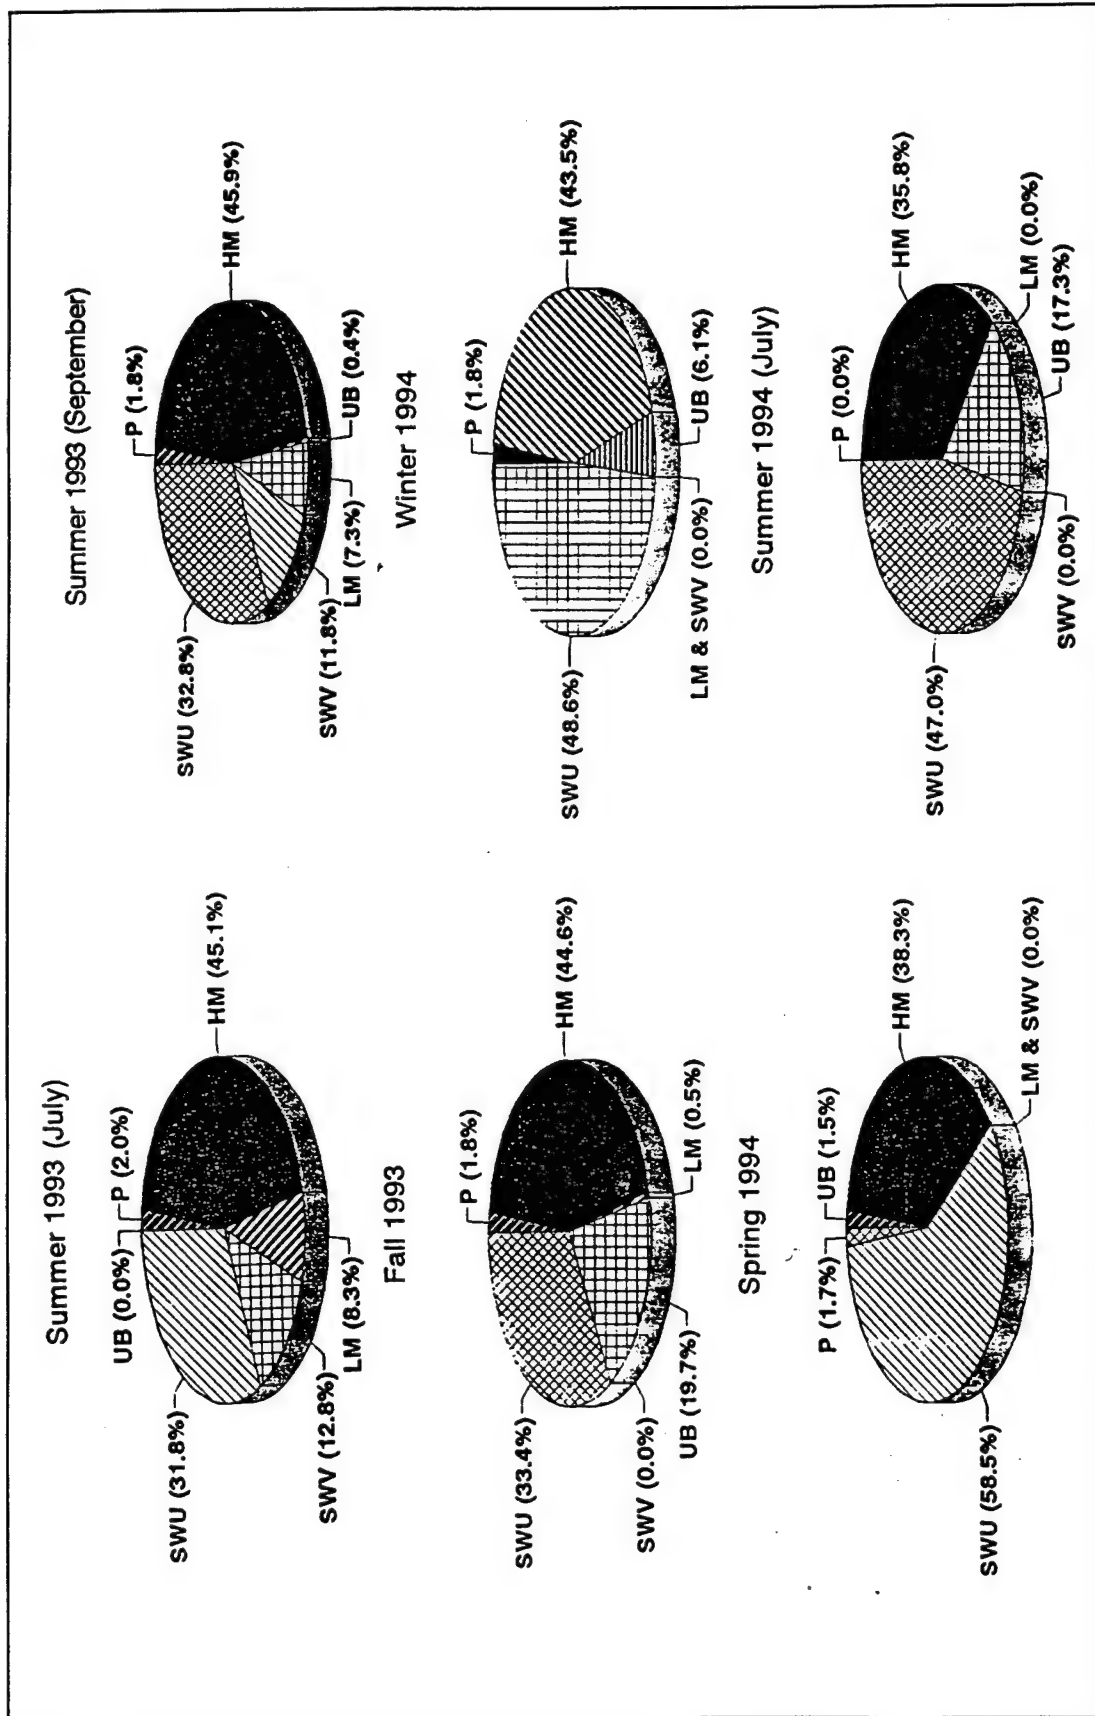 Summer 1993 (July)
UB (0.0%)
P (2.0%)
SWU (31.8%)
HM (45.1%)
SWV (12.8%)
LM (8.3%)
Summer 1993 (September)
P (1.8%)
SWU (32.8%)
HM (45.9%)
SWV (11.8%)
LM (7.3%)
UB (0.4%)
Fall 1993
P (1.8%)
SWU (33.4%)
HM (44.6%)
SWV (0.0%)
UB (19.7%)
LM (0.5%)
Winter 1994
P (1.8%)
SWU (48.6%)
HM (43.5%)
LM & SWV (0.0%)
UB (6.1%)
Spring 1994
P (1.7%)
UB (1.5%)
SWU (58.5%)
HM (38.3%)
LM & SWV (0.0%)
Summer 1994 (July)
P (0.0%)
SWU (47.0%)
HM (35.8%)
SWV (0.0%)
UB (17.3%)
LM (0.0%)